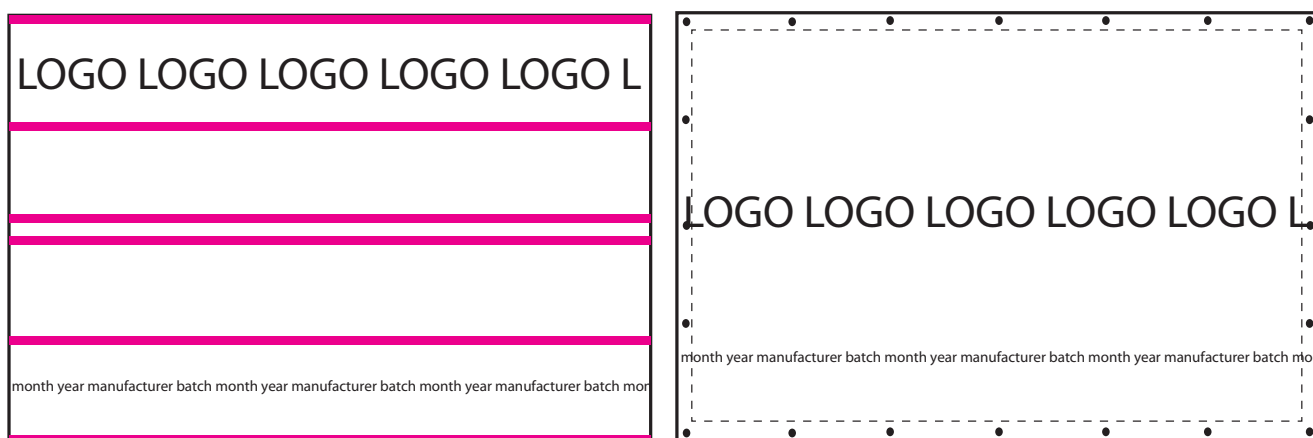 LOGO LOGO LOGO LOGO LOGO L
month year manufacturer batch month year manufacturer batch month year manufacturer batch mon
LOGO LOGO LOGO LOGO LOGO L
month year manufacturer batch month year manufacturer batch month year manufacturer batch mo